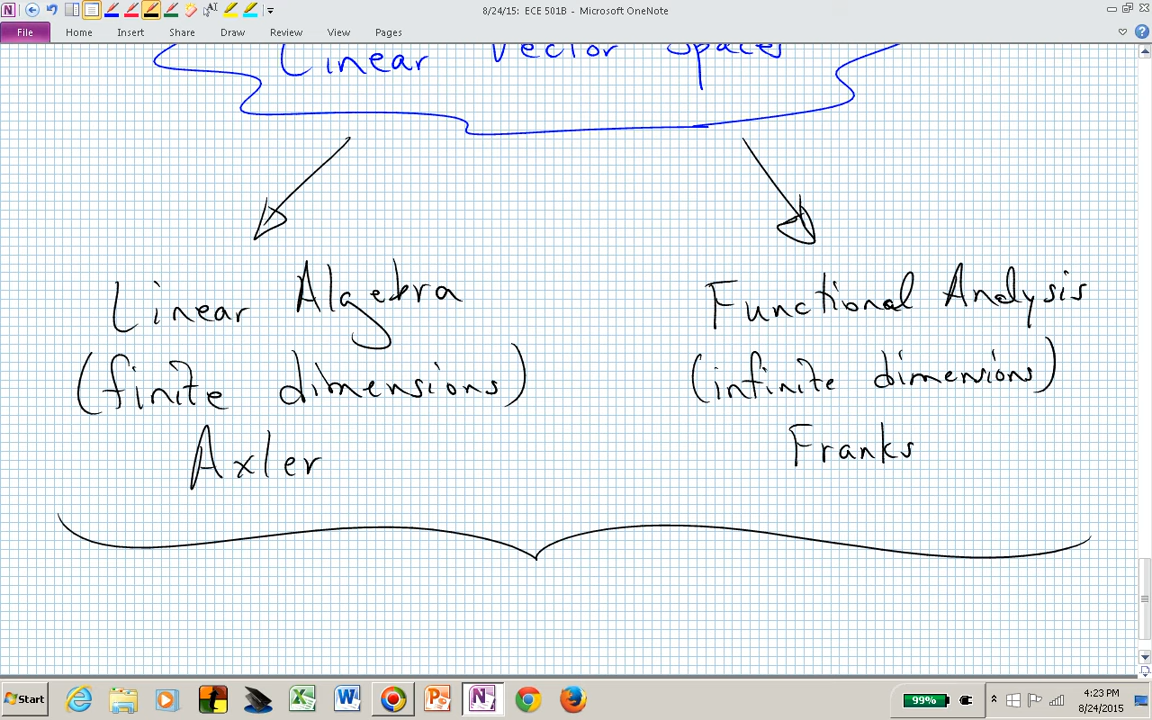 8/24/15: ECE 501B - Microsoft OneNote
File Home Insert Share Draw Review View Pages
Linear Vector Spaces
Linear Algebra
(finite dimensions)
Axler
Functional Analysis
(infinite dimensions)
Franks
Start
99%
4:23 PM
8/24/2015